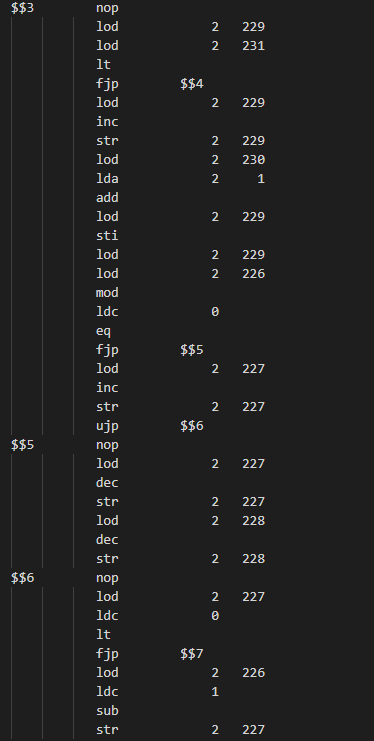 $$3 nop
lod 2 229
lod 2 231
lt
fjp $$4
lod 2 229
inc
str 2 229
lod 2 230
lda 2 1
add
lod 2 229
sti
lod 2 229
lod 2 226
mod
ldc 0
eq
fjp $$5
lod 2 227
inc
str 2 227
ujp $$6
$$5 nop
lod 2 227
dec
str 2 227
lod 2 228
dec
str 2 228
$$6 nop
lod 2 227
ldc 0
lt
fjp $$7
lod 2 226
ldc 1
sub
str 2 227